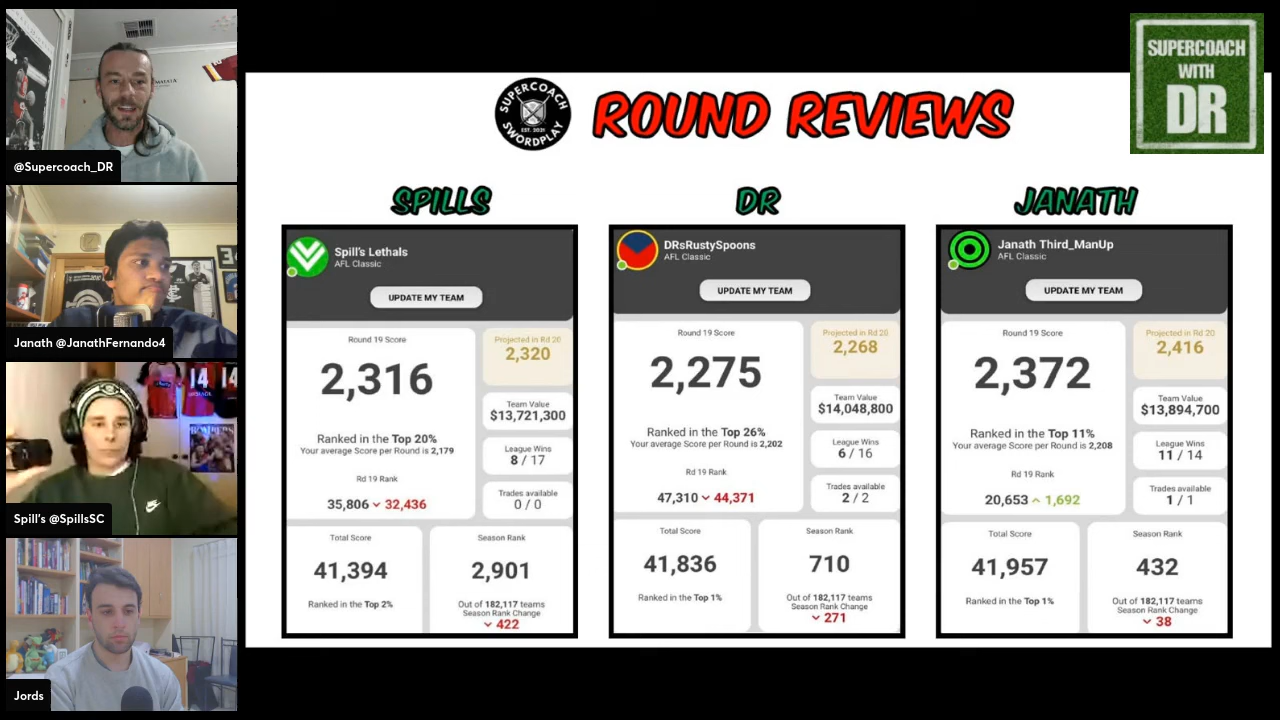 @Supercoach_DR
Janath @JanathFernando4
Spill's @SpillsSC
Jords
SUPERCOACH
SWORDPLAY
EST. 2021
ROUND REVIEWS
SUPERCOACH
WITH
DR
SPILLS
Spill's Lethals
AFL Classic
UPDATE MY TEAM
Round 19 Score
2,316
Ranked in the Top 20%
Your average Score per Round is 2,179
Rd 19 Rank
35,806 32,436
Projected in Rd 20
2,320
Team Value
$13,721,300
League Wins
8 / 17
Trades available
0 / 0
Total Score
41,394
Ranked in the Top 2%
Season Rank
2,901
Out of 182,117 teams
Season Rank Change
422
DR
DRsRustySpoons
AFL Classic
UPDATE MY TEAM
Round 19 Score
2,275
Ranked in the Top 26%
Your average Score per Round is 2,202
Rd 19 Rank
47,310 44,371
Projected in Rd 20
2,268
Team Value
$14,048,800
League Wins
6 / 16
Trades available
2 / 2
Total Score
41,836
Ranked in the Top 1%
Season Rank
710
Out of 182,117 teams
Season Rank Change
271
JANATH
Janath Third_ManUp
AFL Classic
UPDATE MY TEAM
Round 19 Score
2,372
Ranked in the Top 11%
Your average Score per Round is 2,208
Rd 19 Rank
20,653 1,692
Projected in Rd 20
2,416
Team Value
$13,894,700
League Wins
11 / 14
Trades available
1 / 1
Total Score
41,957
Ranked in the Top 1%
Season Rank
432
Out of 182,117 teams
Season Rank Change
38
14
14